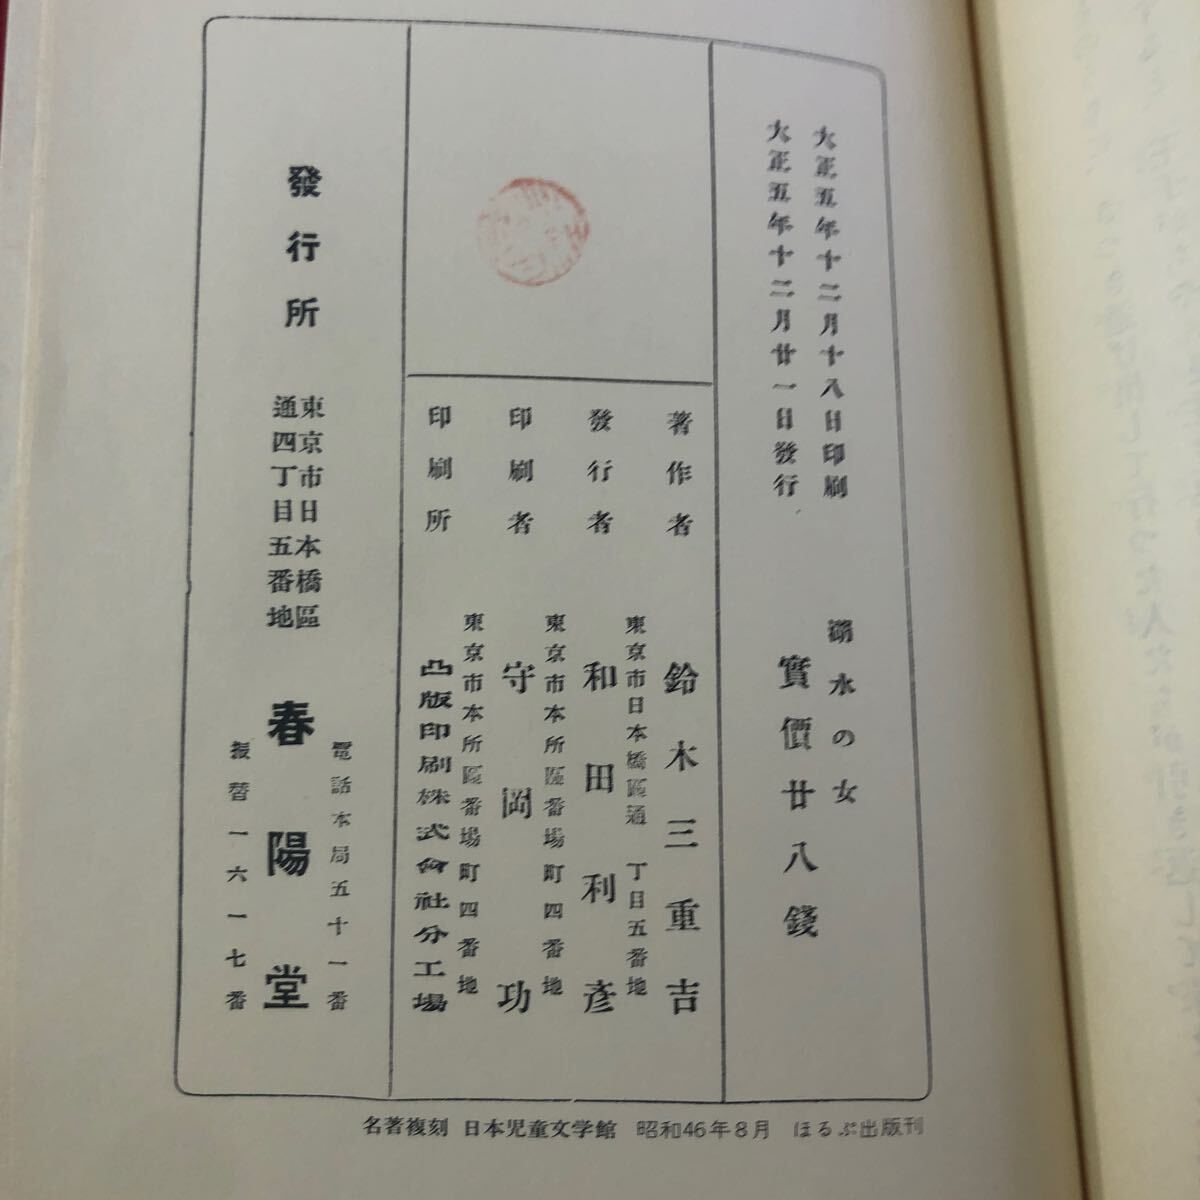 大正五年十二月十八日印刷
大正五年十二月廿一日發行
湖水の女
實價廿八錢
著作者 鈴木三重吉
東京市日本橋區通 丁目五番地
發行者 和田利彦
東京市本所區番場町四番地
印刷者 守岡功
東京市本所區番場町四番地
印刷所 凸版印刷株式會社分工場
發行所
東京市日本橋區
通四丁目五番地
電話本局五十一番
春陽堂
振替一六一七番
名著複刻 日本児童文学館 昭和46年8月 ほるぷ出版刊